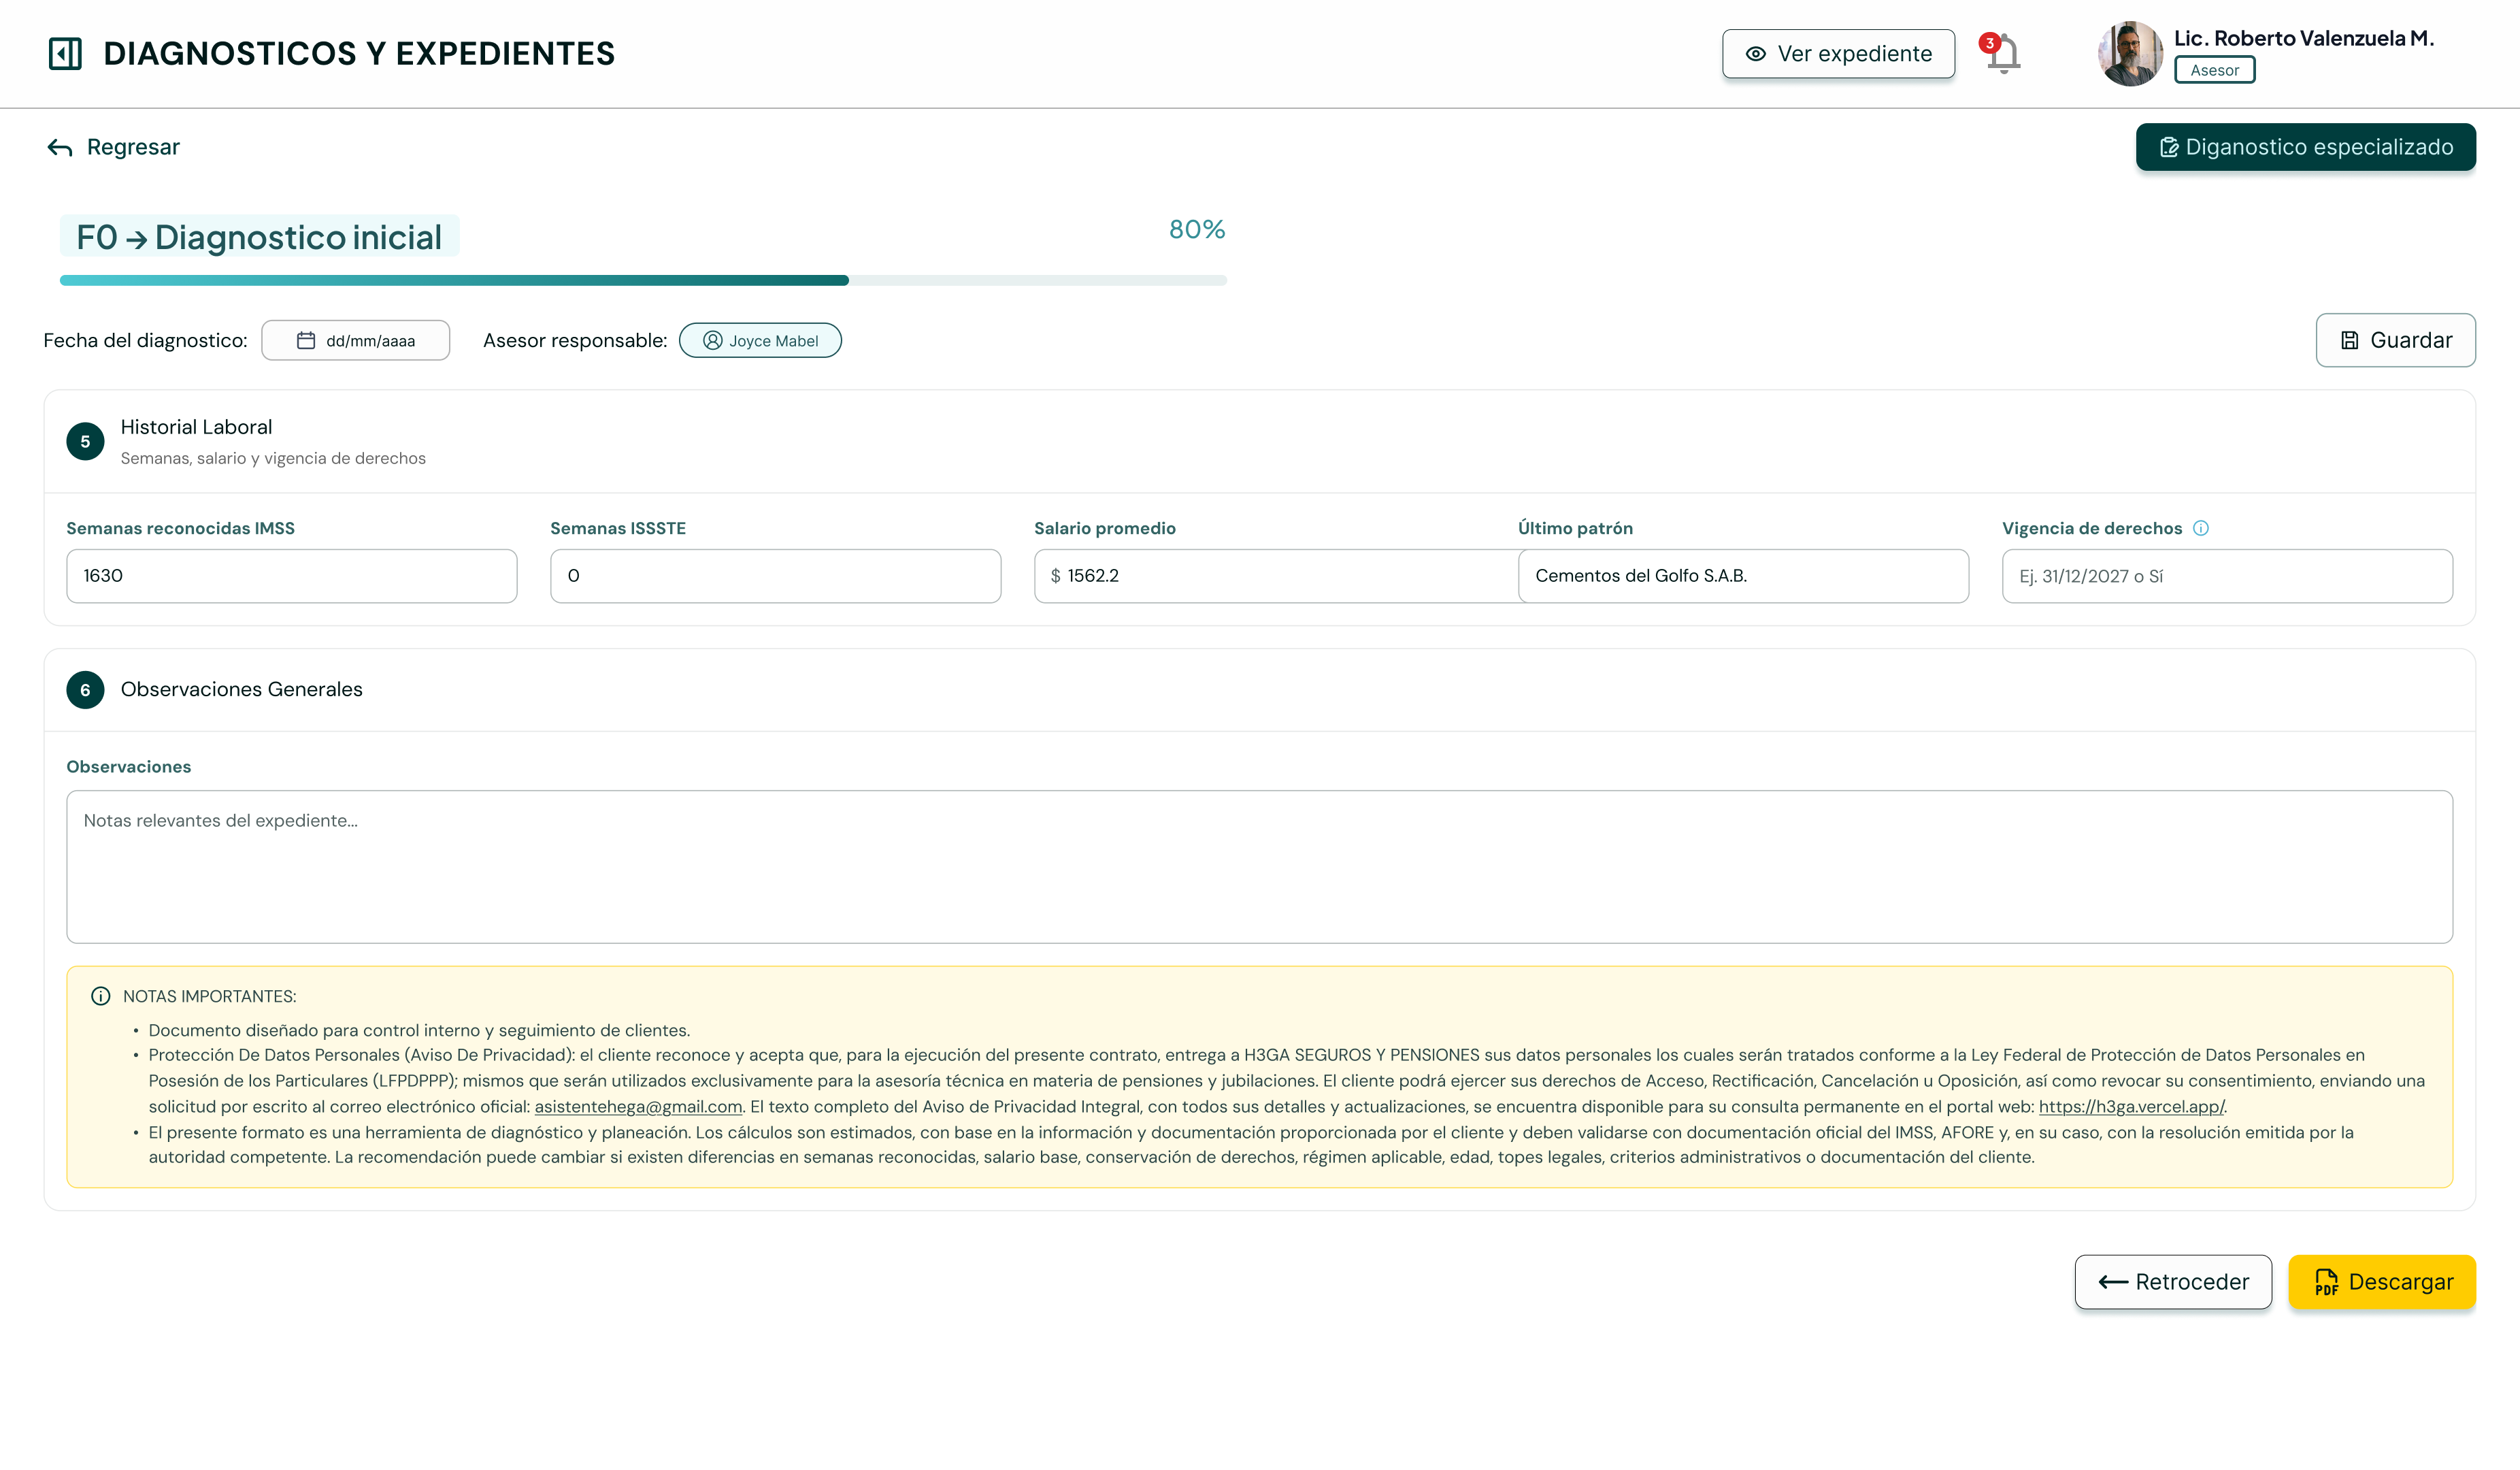 DIAGNOSTICOS Y EXPEDIENTES
Ver expediente
3
Lic. Roberto Valenzuela M.
Asesor
Regresar
Diganostico especializado
F0 → Diagnostico inicial
80%
Fecha del diagnostico:
dd/mm/aaaa
Asesor responsable:
Joyce Mabel
Guardar
5
Historial Laboral
Semanas, salario y vigencia de derechos
Semanas reconocidas IMSS
Semanas ISSSTE
Salario promedio
Último patrón
Vigencia de derechos
1630
0
$ 1562.2
Cementos del Golfo S.A.B.
Ej. 31/12/2027 o Sí
6
Observaciones Generales
Observaciones
Notas relevantes del expediente...
NOTAS IMPORTANTES:
• Documento diseñado para control interno y seguimiento de clientes.
• Protección De Datos Personales (Aviso De Privacidad): el cliente reconoce y acepta que, para la ejecución del presente contrato, entrega a H3GA SEGUROS Y PENSIONES sus datos personales los cuales serán tratados conforme a la Ley Federal de Protección de Datos Personales en
Posesión de los Particulares (LFPDPPP); mismos que serán utilizados exclusivamente para la asesoría técnica en materia de pensiones y jubilaciones. El cliente podrá ejercer sus derechos de Acceso, Rectificación, Cancelación u Oposición, así como revocar su consentimiento, enviando una
solicitud por escrito al correo electrónico oficial: asistentehega@gmail.com. El texto completo del Aviso de Privacidad Integral, con todos sus detalles y actualizaciones, se encuentra disponible para su consulta permanente en el portal web: https://h3ga.vercel.app/.
• El presente formato es una herramienta de diagnóstico y planeación. Los cálculos son estimados, con base en la información y documentación proporcionada por el cliente y deben validarse con documentación oficial del IMSS, AFORE y, en su caso, con la resolución emitida por la
autoridad competente. La recomendación puede cambiar si existen diferencias en semanas reconocidas, salario base, conservación de derechos, régimen aplicable, edad, topes legales, criterios administrativos o documentación del cliente.
Retroceder
PDF Descargar